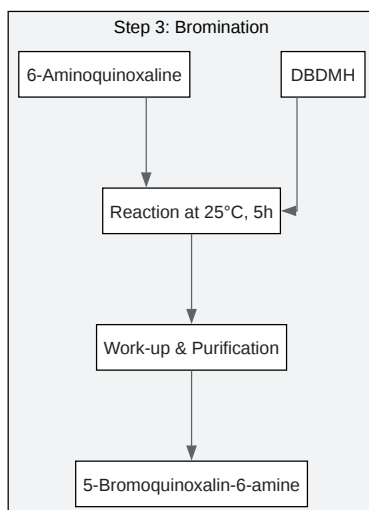 Step 3: Bromination
6-Aminoquinoxaline
DBDMH
Reaction at 25°C, 5h
Work-up & Purification
5-Bromoquinoxalin-6-amine